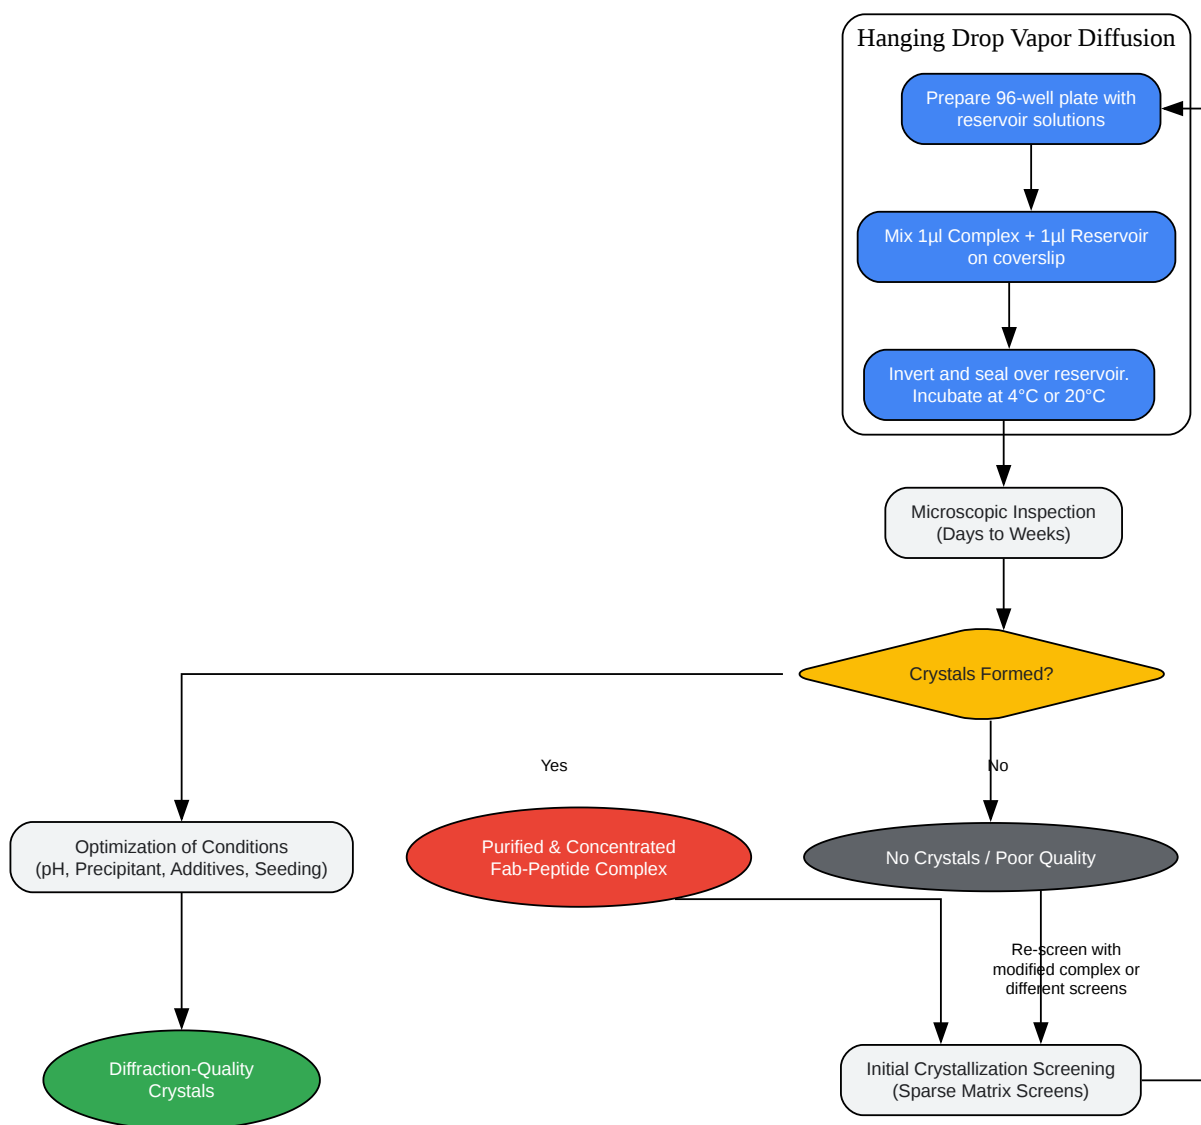 Hanging Drop Vapor Diffusion
Prepare 96-well plate with
reservoir solutions
Mix 1µl Complex + 1µl Reservoir
on coverslip
Invert and seal over reservoir.
Incubate at 4°C or 20°C
Microscopic Inspection
(Days to Weeks)
Crystals Formed?
Yes
No
Optimization of Conditions
(pH, Precipitant, Additives, Seeding)
Purified & Concentrated
Fab-Peptide Complex
No Crystals / Poor Quality
Re-screen with
modified complex or
different screens
Diffraction-Quality
Crystals
Initial Crystallization Screening
(Sparse Matrix Screens)